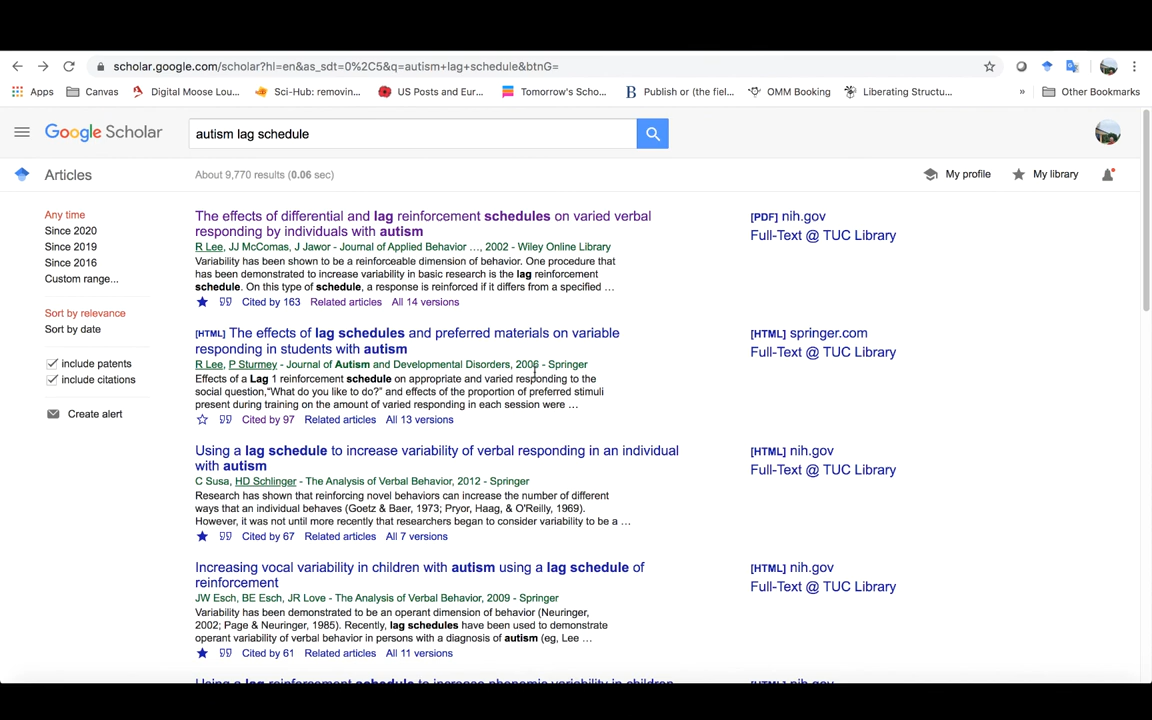 scholar.google.com/scholar?hl=en&as_sdt=0%2C5&q=autism+lag+schedule&btnG=
Apps Canvas Digital Moose Lou... Sci-Hub: removin... US Posts and Eur... Tomorrow's Scho... Publish or (the fiel... OMM Booking Liberating Structu... » Other Bookmarks
Google Scholar autism lag schedule
Articles About 9,770 results (0.06 sec) My profile My library
Any time
Since 2020
Since 2019
Since 2016
Custom range...
Sort by relevance
Sort by date
include patents
include citations
Create alert
The effects of differential and lag reinforcement schedules on varied verbal
responding by individuals with autism
R Lee, JJ McComas, J Jawor - Journal of Applied Behavior ..., 2002 - Wiley Online Library
Variability has been shown to be a reinforceable dimension of behavior. One procedure that
has been demonstrated to increase variability in basic research is the lag reinforcement
schedule. On this type of schedule, a response is reinforced if it differs from a specified ...
Cited by 163 Related articles All 14 versions
[PDF] nih.gov
Full-Text @ TUC Library
[HTML] The effects of lag schedules and preferred materials on variable
responding in students with autism
R Lee, P Sturmey - Journal of Autism and Developmental Disorders, 2006 - Springer
Effects of a Lag 1 reinforcement schedule on appropriate and varied responding to the
social question,"What do you like to do?" and effects of the proportion of preferred stimuli
present during training on the amount of varied responding in each session were ...
Cited by 97 Related articles All 13 versions
[HTML] springer.com
Full-Text @ TUC Library
Using a lag schedule to increase variability of verbal responding in an individual
with autism
C Susa, HD Schlinger - The Analysis of Verbal Behavior, 2012 - Springer
Research has shown that reinforcing novel behaviors can increase the number of different
ways that an individual behaves (Goetz & Baer, 1973; Pryor, Haag, & O'Reilly, 1969).
However, it was not until more recently that researchers began to consider variability to be a ...
Cited by 67 Related articles All 7 versions
[HTML] nih.gov
Full-Text @ TUC Library
Increasing vocal variability in children with autism using a lag schedule of
reinforcement
JW Esch, BE Esch, JR Love - The Analysis of Verbal Behavior, 2009 - Springer
Variability has been demonstrated to be an operant dimension of behavior (Neuringer,
2002; Page & Neuringer, 1985). Recently, lag schedules have been used to demonstrate
operant variability of verbal behavior in persons with a diagnosis of autism (eg, Lee ...
Cited by 61 Related articles All 11 versions
[HTML] nih.gov
Full-Text @ TUC Library
Using a lag reinforcement schedule to increase phonemic variability in children
[HTML] nih.gov